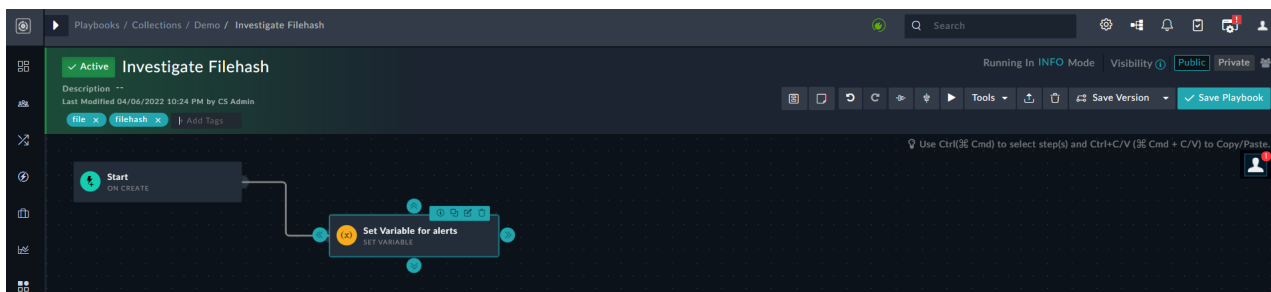 Playbooks / Collections / Demo / Investigate Filehash
Search
Active Investigate Filehash
Running In INFO Mode Visibility Public Private
Description --
Last Modified 04/06/2022 10:24 PM by CS Admin
Tools Save Version Save Playbook
file x filehash x + Add Tags
Use Ctrl(⌘ Cmd) to select step(s) and Ctrl+C/V (⌘ Cmd + C/V) to Copy/Paste.
Start
ON CREATE
1
Set Variable for alerts
(x)
SET VARIABLE